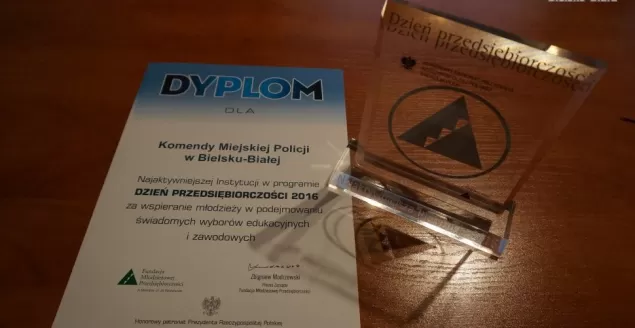 DYPLOM
DLA
Komendy Miejskiej Policji
w Bielsku-Białej
Najaktywniejszej Instytucji w programie
DZIEŃ PRZEDSIĘBIORCZOŚCI 2016
za wspieranie młodzieży w podejmowaniu
świadomych wyborów edukacyjnych
i zawodowych
Fundacja
Młodzieżowej
Przedsiębiorczości
Zbigniew Modrzewski
Prezes Zarządu
Fundacja Młodzieżowej Przedsiębiorczości
Honorowy patronat Prezydenta Rzeczypospolitej Polskiej
Dzień przedsiębiorczości